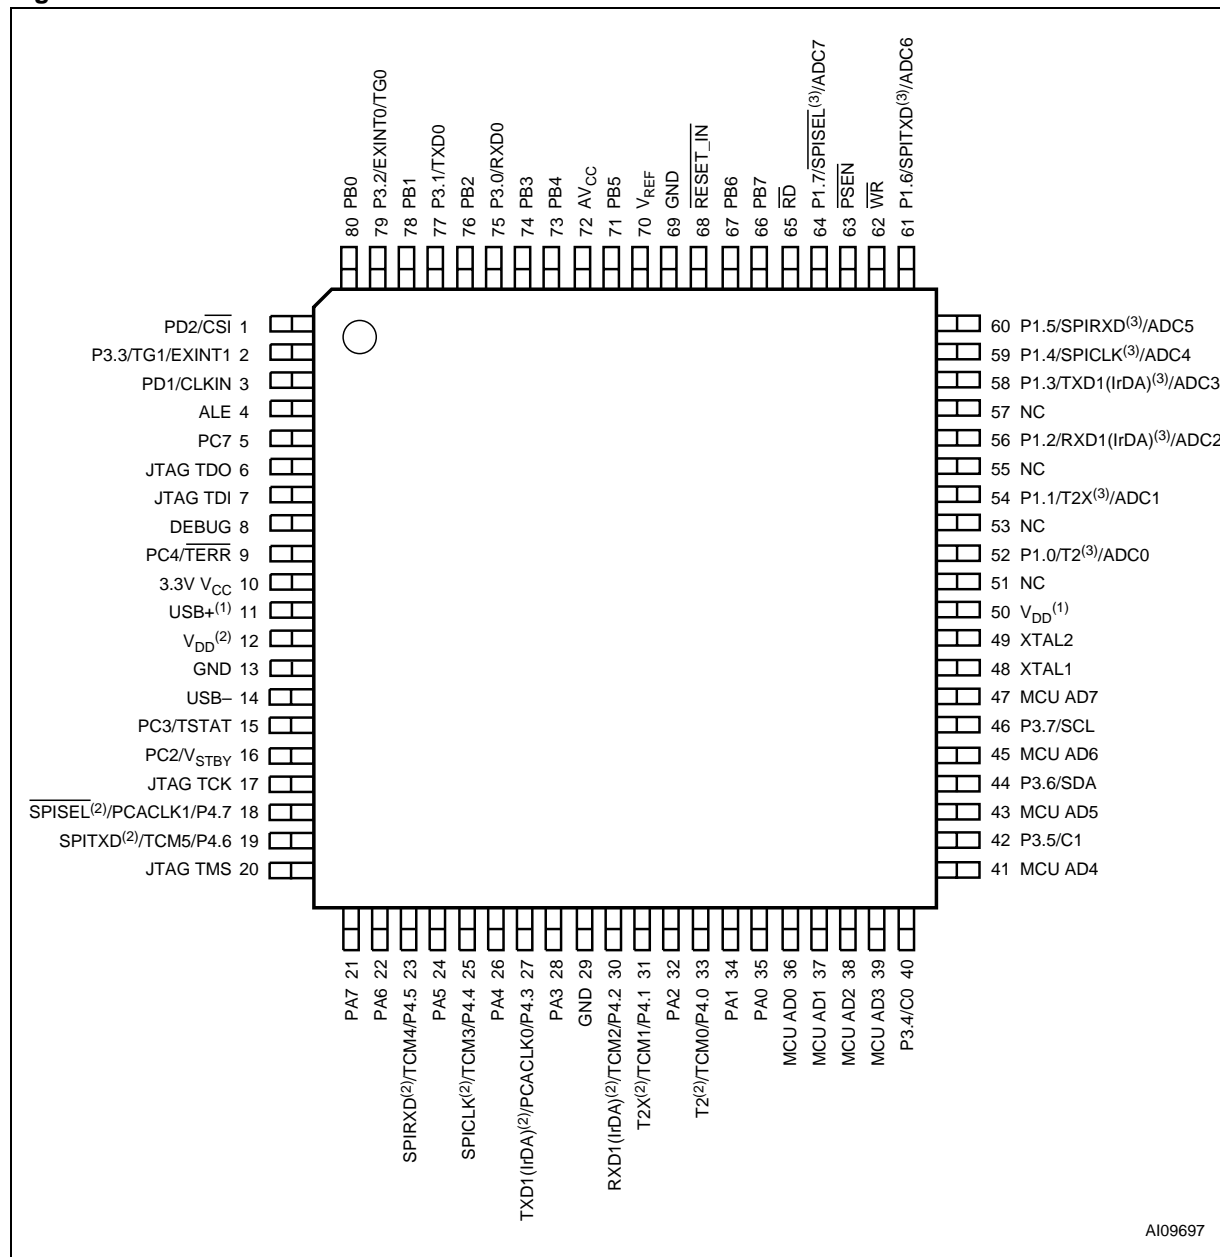 80 PB0
79 P3.2/EXINT0/TG0
78 PB1
77 P3.1/TXD0
76 PB2
75 P3.0/RXD0
74 PB3
73 PB4
72 AVCC
71 PB5
70 VREF
69 GND
68 RESET_IN
67 PB6
66 PB7
65 RD
64 P1.7/SPISEL(3)/ADC7
63 PSEN
62 WR
61 P1.6/SPITXD(3)/ADC6
PD2/CSI 1
P3.3/TG1/EXINT1 2
PD1/CLKIN 3
ALE 4
PC7 5
JTAG TDO 6
JTAG TDI 7
DEBUG 8
PC4/TERR 9
3.3V VCC 10
USB+(1) 11
VDD(2) 12
GND 13
USB– 14
PC3/TSTAT 15
PC2/VSTBY 16
JTAG TCK 17
SPISEL(2)/PCACLK1/P4.7 18
SPITXD(2)/TCM5/P4.6 19
JTAG TMS 20
60 P1.5/SPIRXD(3)/ADC5
59 P1.4/SPICLK(3)/ADC4
58 P1.3/TXD1(IrDA)(3)/ADC3
57 NC
56 P1.2/RXD1(IrDA)(3)/ADC2
55 NC
54 P1.1/T2X(3)/ADC1
53 NC
52 P1.0/T2(3)/ADC0
51 NC
50 VDD(1)
49 XTAL2
48 XTAL1
47 MCU AD7
46 P3.7/SCL
45 MCU AD6
44 P3.6/SDA
43 MCU AD5
42 P3.5/C1
41 MCU AD4
PA7 21
PA6 22
SPIRXD(2)/TCM4/P4.5 23
PA5 24
SPICLK(2)/TCM3/P4.4 25
PA4 26
TXD1(IrDA)(2)/PCACLK0/P4.3 27
PA3 28
GND 29
RXD1(IrDA)(2)/TCM2/P4.2 30
T2X(2)/TCM1/P4.1 31
PA2 32
T2(2)/TCM0/P4.0 33
PA1 34
PA0 35
MCU AD0 36
MCU AD1 37
MCU AD2 38
MCU AD3 39
P3.4/C0 40
AI09697